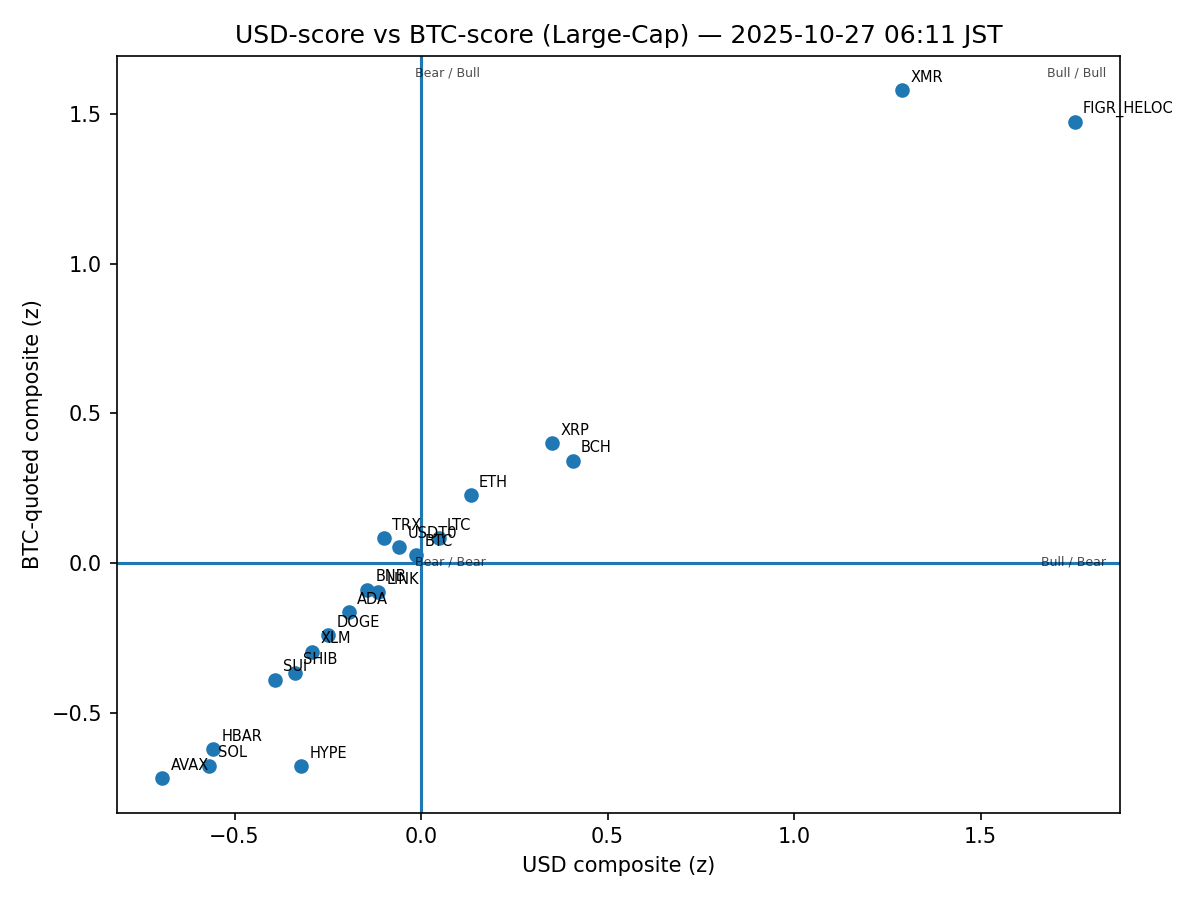 USD-score vs BTC-score (Large-Cap) — 2025-10-27 06:11 JST
Bear / Bull
Bull / Bull
XMR
FIGR_HELOC
1.5
1.0
0.5
XRP
BCH
ETH
TRX
LTC
USDT0
BTC
0.0
Bear / Bear
Bull / Bear
BNB
LINK
ADA
DOGE
XLM
SHIB
SUI
−0.5
HBAR
SOL
HYPE
AVAX
−0.5
0.0
0.5
1.0
1.5
BTC-quoted composite (z)
USD composite (z)